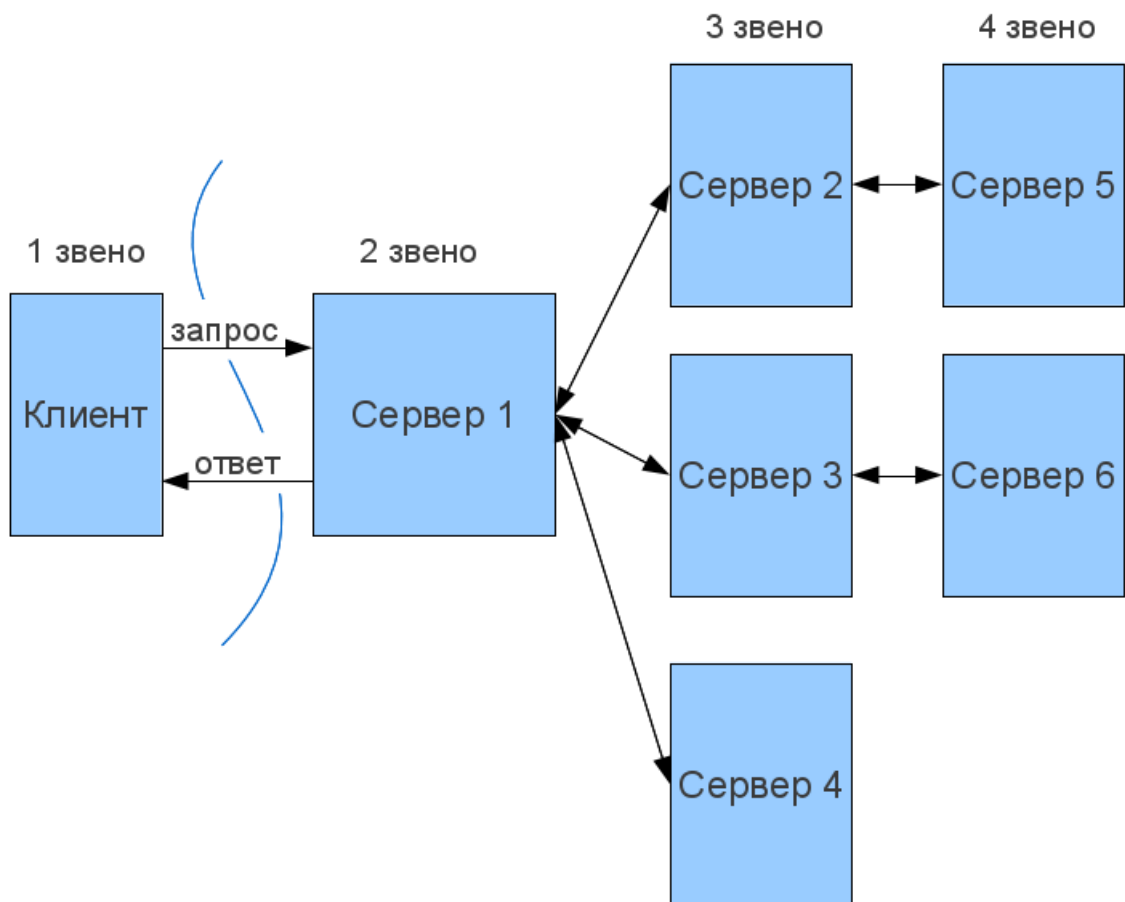 3 звено
4 звено
Сервер 2
Сервер 5
1 звено
2 звено
запрос
Клиент
Сервер 1
ответ
Сервер 3
Сервер 6
Сервер 4